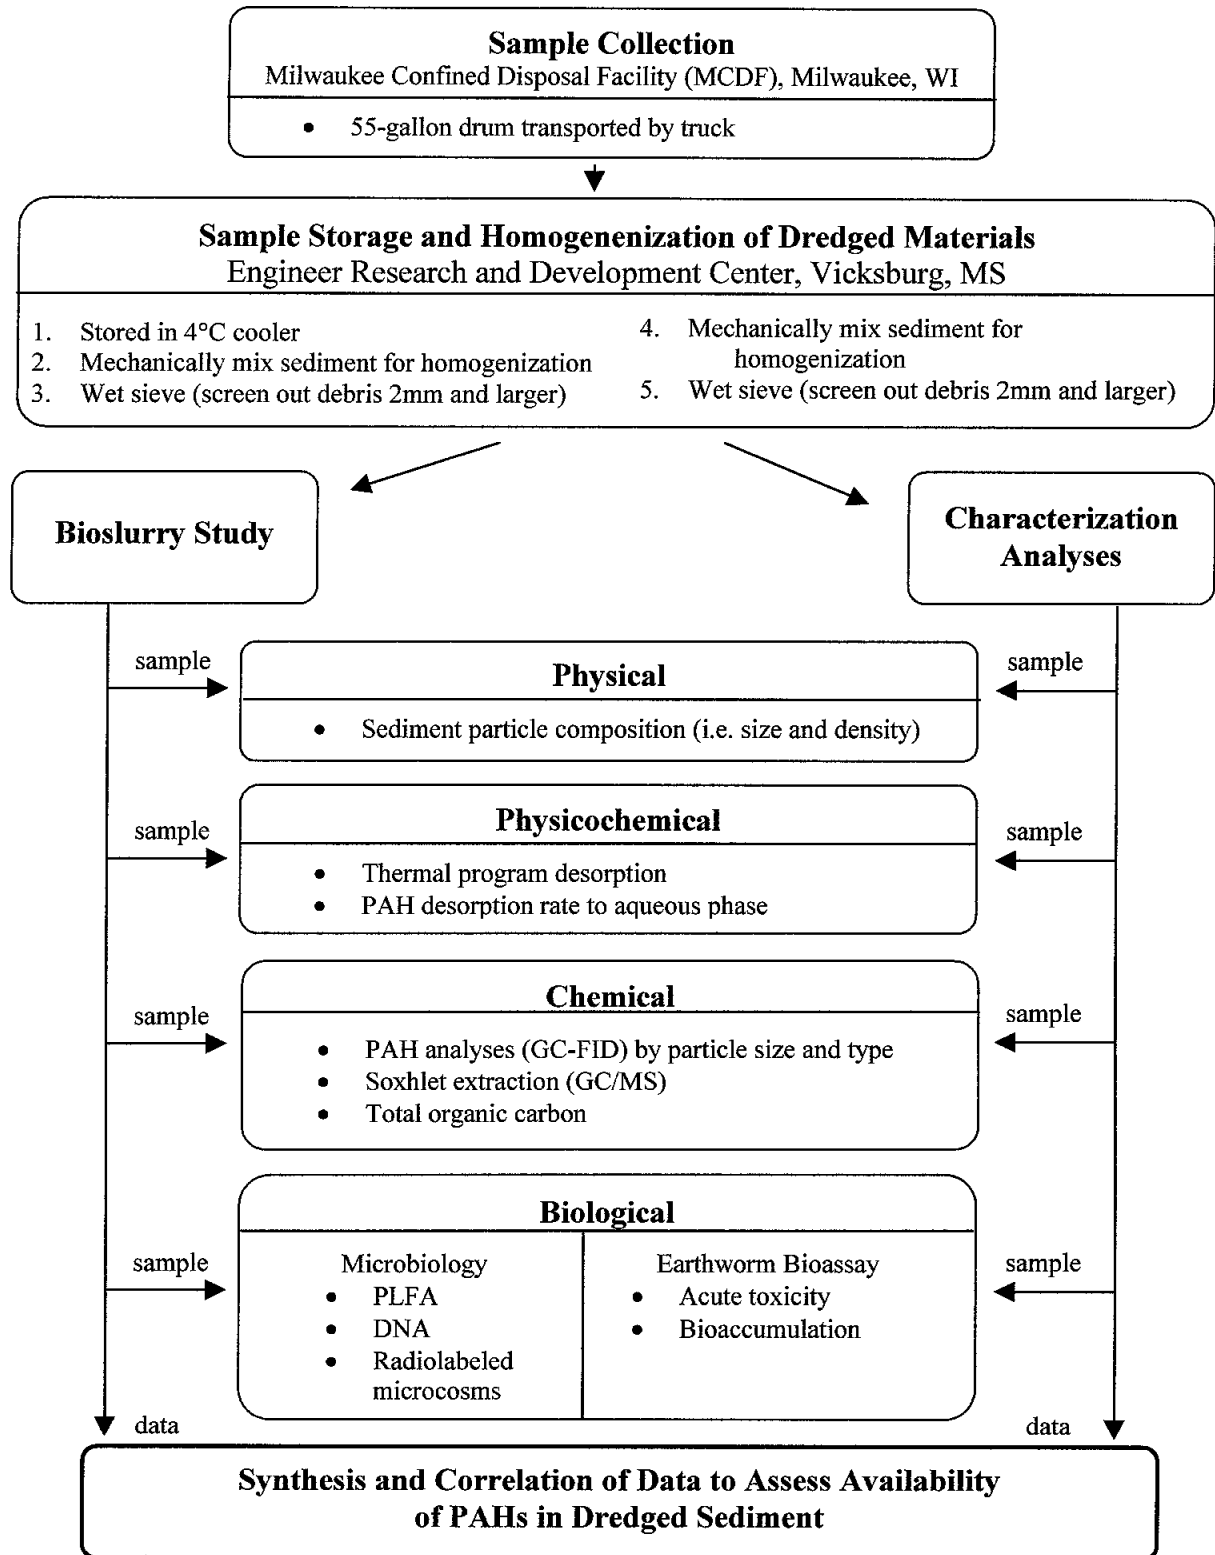 Sample Collection
Milwaukee Confined Disposal Facility (MCDF), Milwaukee, WI
• 55-gallon drum transported by truck
Sample Storage and Homogenenization of Dredged Materials
Engineer Research and Development Center, Vicksburg, MS
1. Stored in 4°C cooler
2. Mechanically mix sediment for homogenization
3. Wet sieve (screen out debris 2mm and larger)
4. Mechanically mix sediment for
homogenization
5. Wet sieve (screen out debris 2mm and larger)
Bioslurry Study
Characterization
Analyses
sample
Physical
• Sediment particle composition (i.e. size and density)
sample
sample
Physicochemical
• Thermal program desorption
• PAH desorption rate to aqueous phase
sample
sample
Chemical
• PAH analyses (GC-FID) by particle size and type
• Soxhlet extraction (GC/MS)
• Total organic carbon
sample
sample
Biological
Microbiology
• PLFA
• DNA
• Radiolabeled
microcosms
Earthworm Bioassay
• Acute toxicity
• Bioaccumulation
sample
data
data
Synthesis and Correlation of Data to Assess Availability
of PAHs in Dredged Sediment